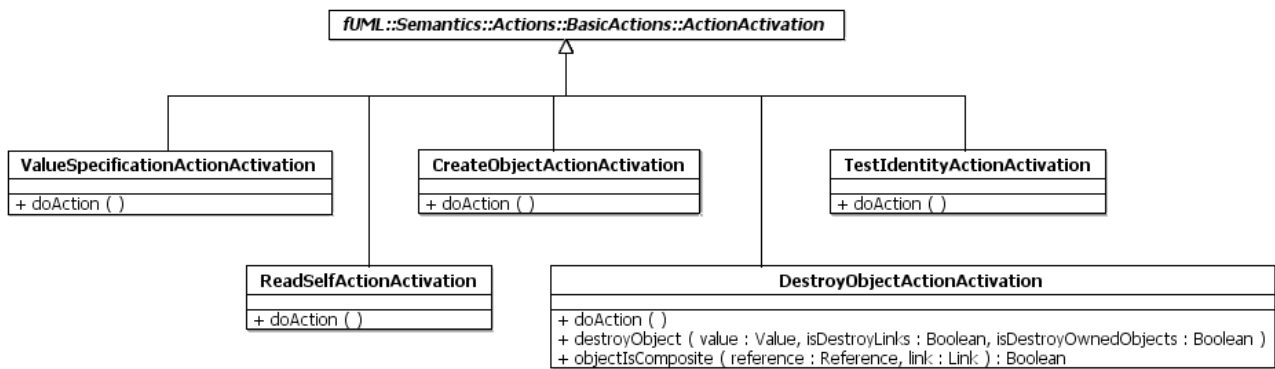 fUML::Semantics::Actions::BasicActions::ActionActivation
ValueSpecificationActionActivation
+ doAction ( )
CreateObjectActionActivation
+ doAction ( )
TestIdentityActionActivation
+ doAction ( )
ReadSelfActionActivation
+ doAction ( )
DestroyObjectActionActivation
+ doAction ( )
+ destroyObject ( value : Value, isDestroyLinks : Boolean, isDestroyOwnedObjects : Boolean )
+ objectIsComposite ( reference : Reference, link : Link ) : Boolean